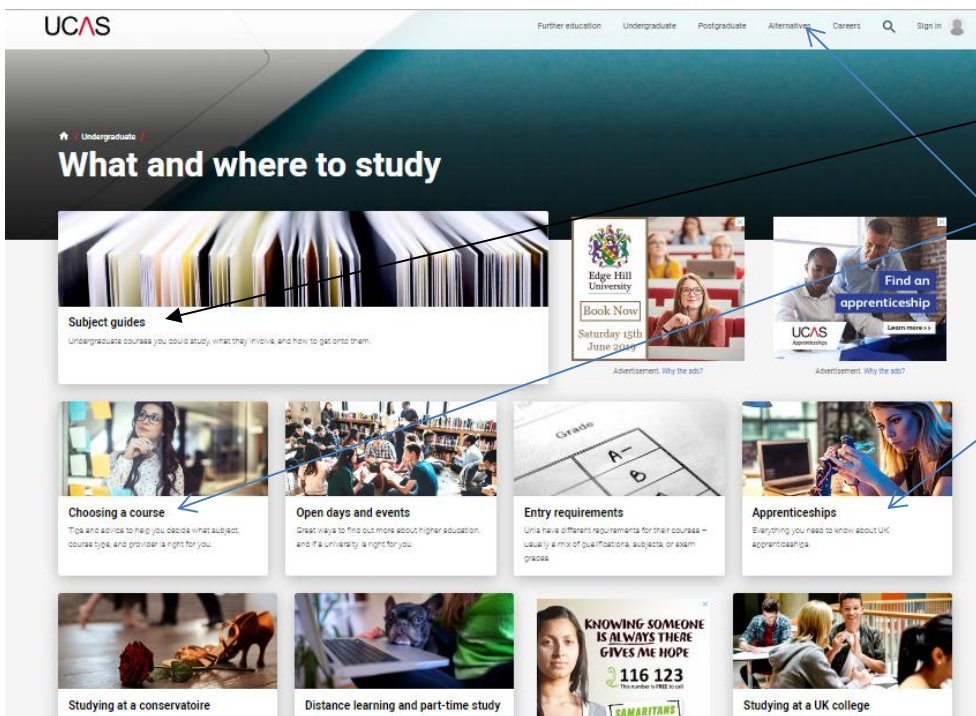 UCAS
Further education Undergraduate Postgraduate Alternatives Careers Sign in
/ Undergraduate /
What and where to study
Edge Hill
University
Book Now
Saturday 15th
June 2019
Find an
apprenticeship
UCAS
Apprenticeships
Learn more >>
Subject guides
Undergraduate courses you could study, what they involve, and how to get onto them.
Advertisement. Why the ads?
Advertisement. Why the ads?
Grade
A-
B
Choosing a course
Tips and advice to help you decide what subject,
course type, and provider is right for you.
Open days and events
Great ways to find out more about higher education,
and if a university is right for you.
Entry requirements
Unis have different requirements for their courses –
usually a mix of qualifications, subjects, or exam
grades.
Apprenticeships
Everything you need to know about UK
apprenticeships.
KNOWING SOMEONE
IS ALWAYS THERE
GIVES ME HOPE
116 123
This number is FREE to call
SAMARITANS
Studying at a conservatoire
Distance learning and part-time study
Studying at a UK college